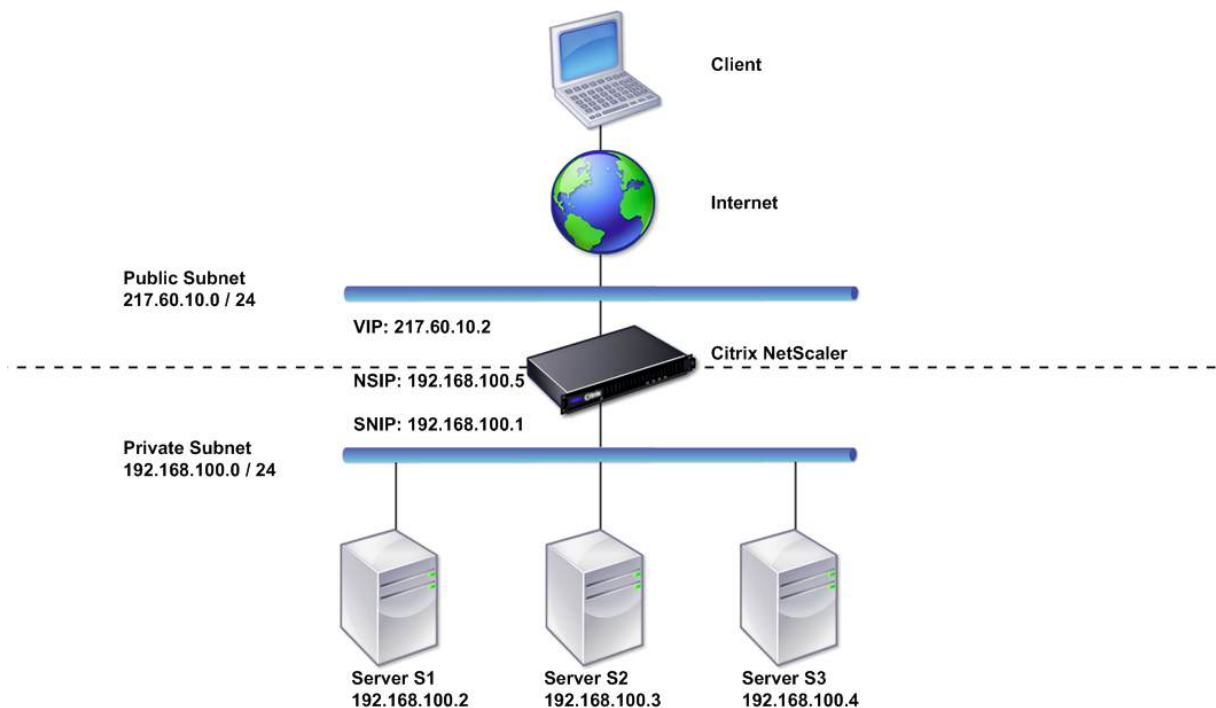 Client
Internet
Public Subnet
217.60.10.0 / 24
VIP: 217.60.10.2
Citrix NetScaler
NSIP: 192.168.100.5
SNIP: 192.168.100.1
Private Subnet
192.168.100.0 / 24
Server S1
192.168.100.2
Server S2
192.168.100.3
Server S3
192.168.100.4